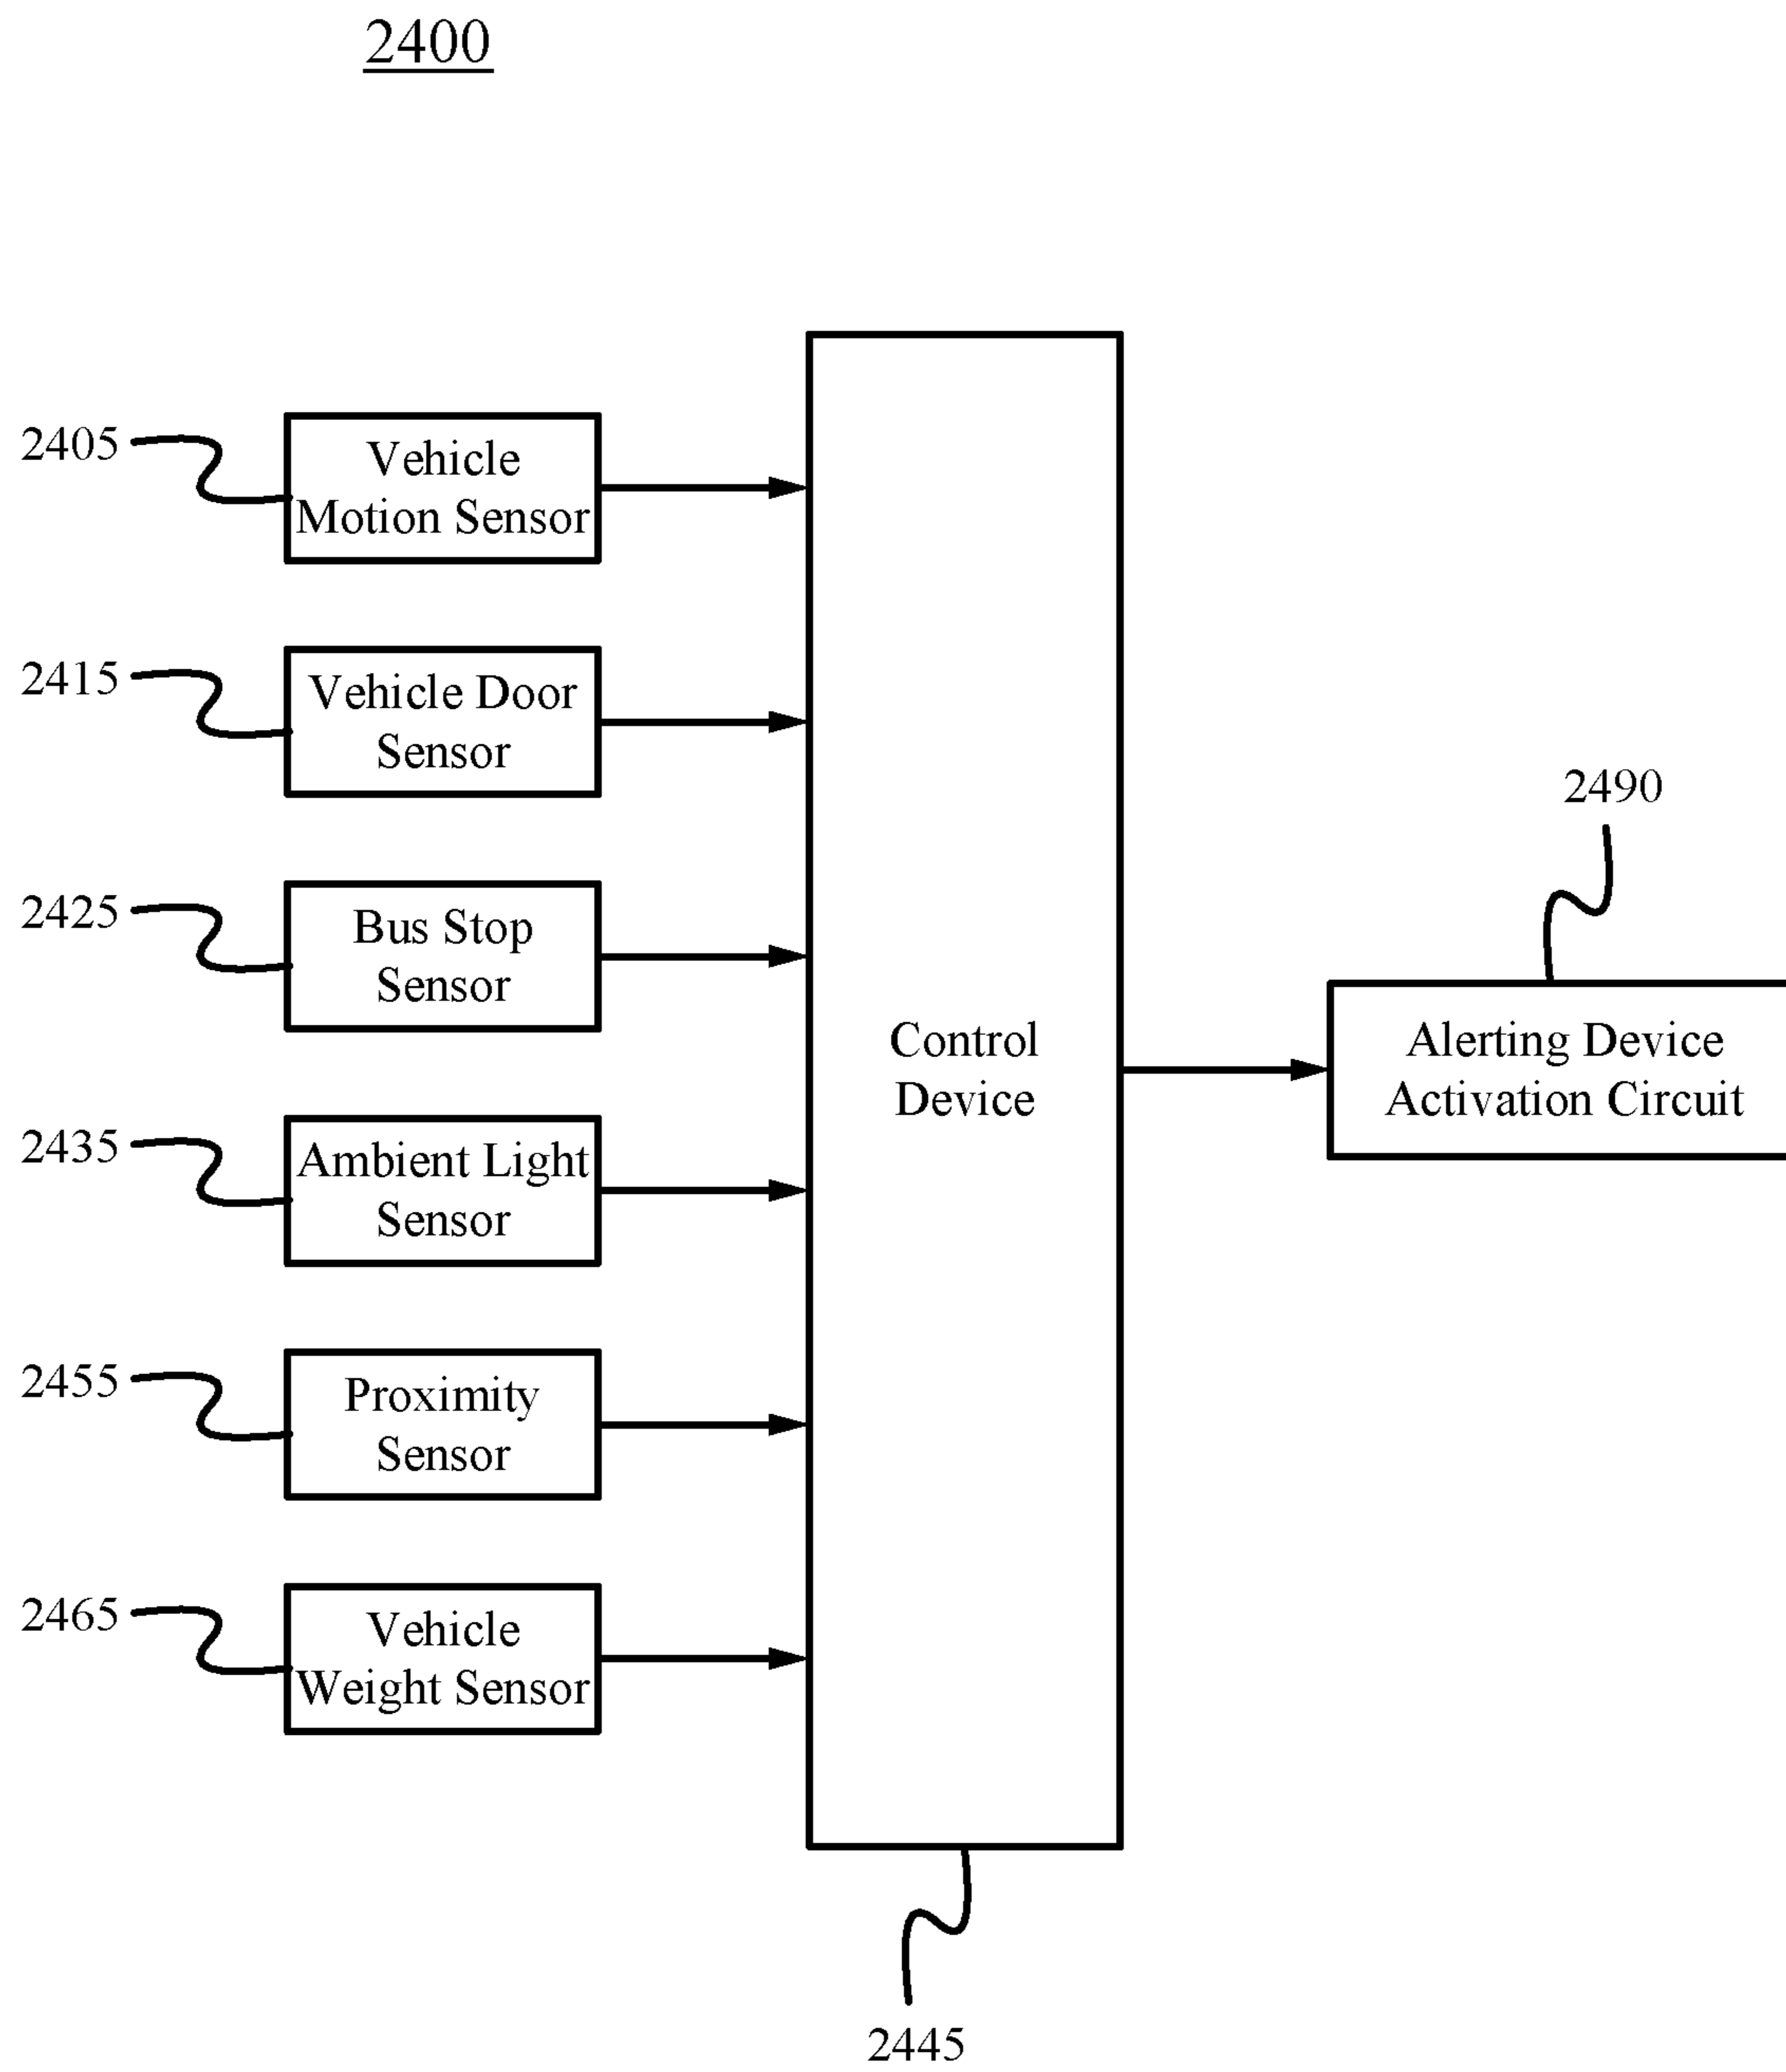 2400
2405
Vehicle
Motion Sensor
2415
Vehicle Door
Sensor
2425
Bus Stop
Sensor
2435
Ambient Light
Sensor
2455
Proximity
Sensor
2465
Vehicle
Weight Sensor
Control
Device
2445
2490
Alerting Device
Activation Circuit